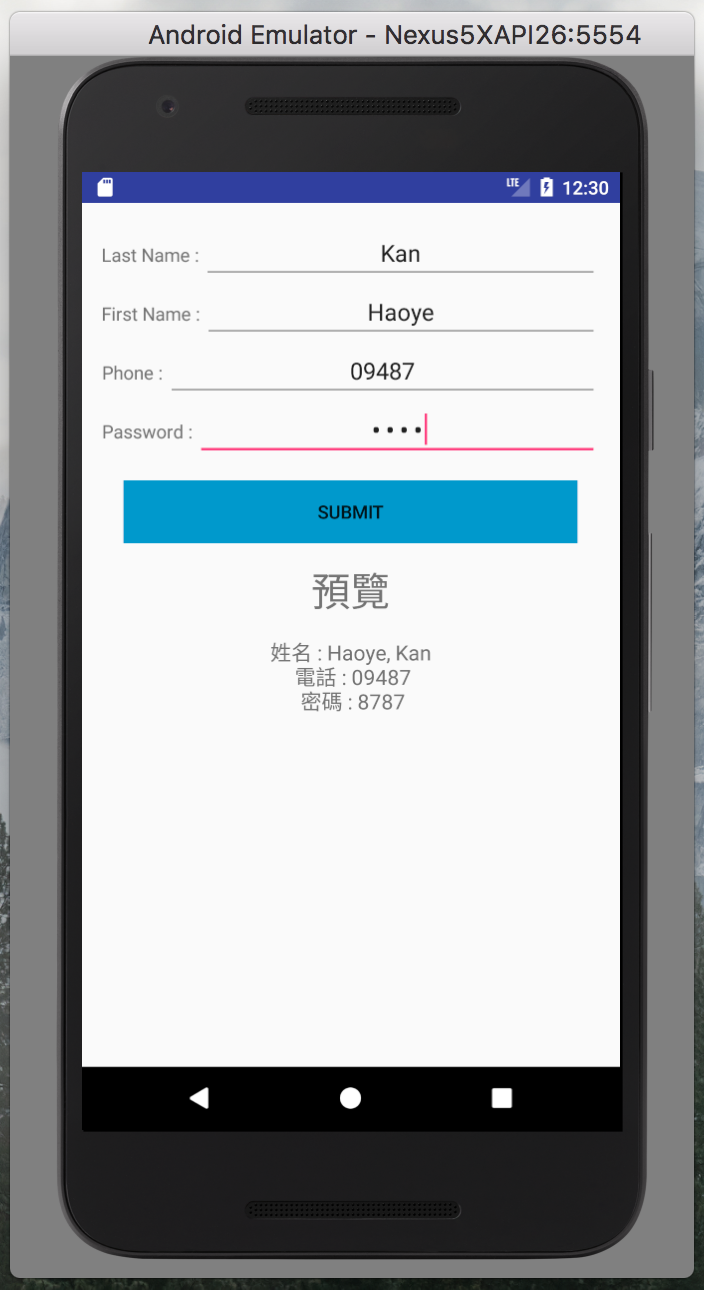 Android Emulator - Nexus5XAPI26:5554
LTE 12:30
Last Name : Kan
First Name : Haoye
Phone : 09487
Password : ••••
SUBMIT
預覽
姓名 : Haoye, Kan
電話 : 09487
密碼 : 8787